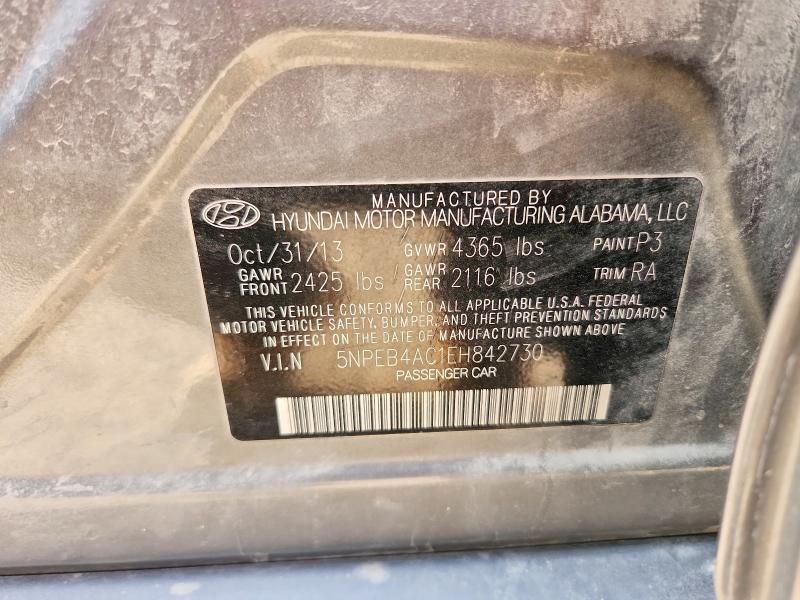 MANUFACTURED BY
HYUNDAI MOTOR MANUFACTURING ALABAMA, LLC
Oct/31/13 GVWR 4365 lbs PAINT P3
GAWR FRONT 2425 lbs GAWR REAR 2116 lbs TRIM RA
THIS VEHICLE CONFORMS TO ALL APPLICABLE U.S.A. FEDERAL
MOTOR VEHICLE SAFETY, BUMPER, AND THEFT PREVENTION STANDARDS
IN EFFECT ON THE DATE OF MANUFACTURE SHOWN ABOVE
V.I.N 5NPEB4AC1EH842730
PASSENGER CAR